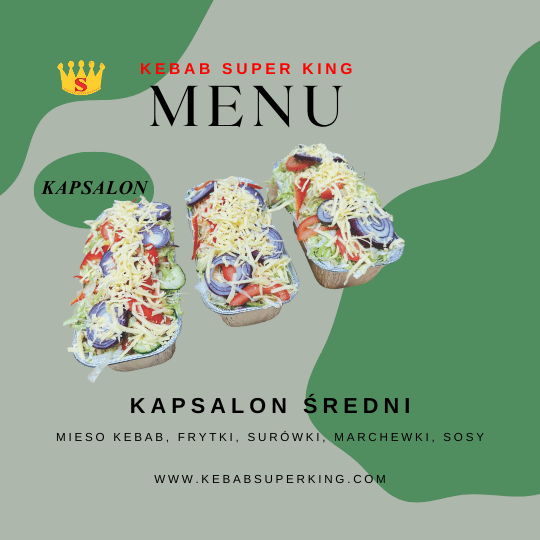 S
KEBAB SUPER KING
MENU
KAPSALON
KAPSALON ŚREDNI
MIESO KEBAB, FRYTKI, SURÓWKI, MARCHEWKI, SOSY
WWW.KEBABSUPERKING.COM